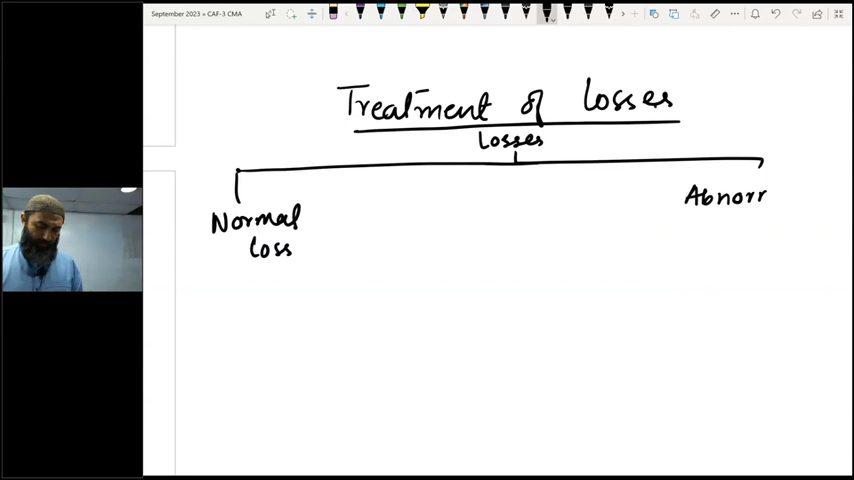 September 2023 » CAF-3 CMA
Treatment of losses
Losses
Normal
loss
Abnorr